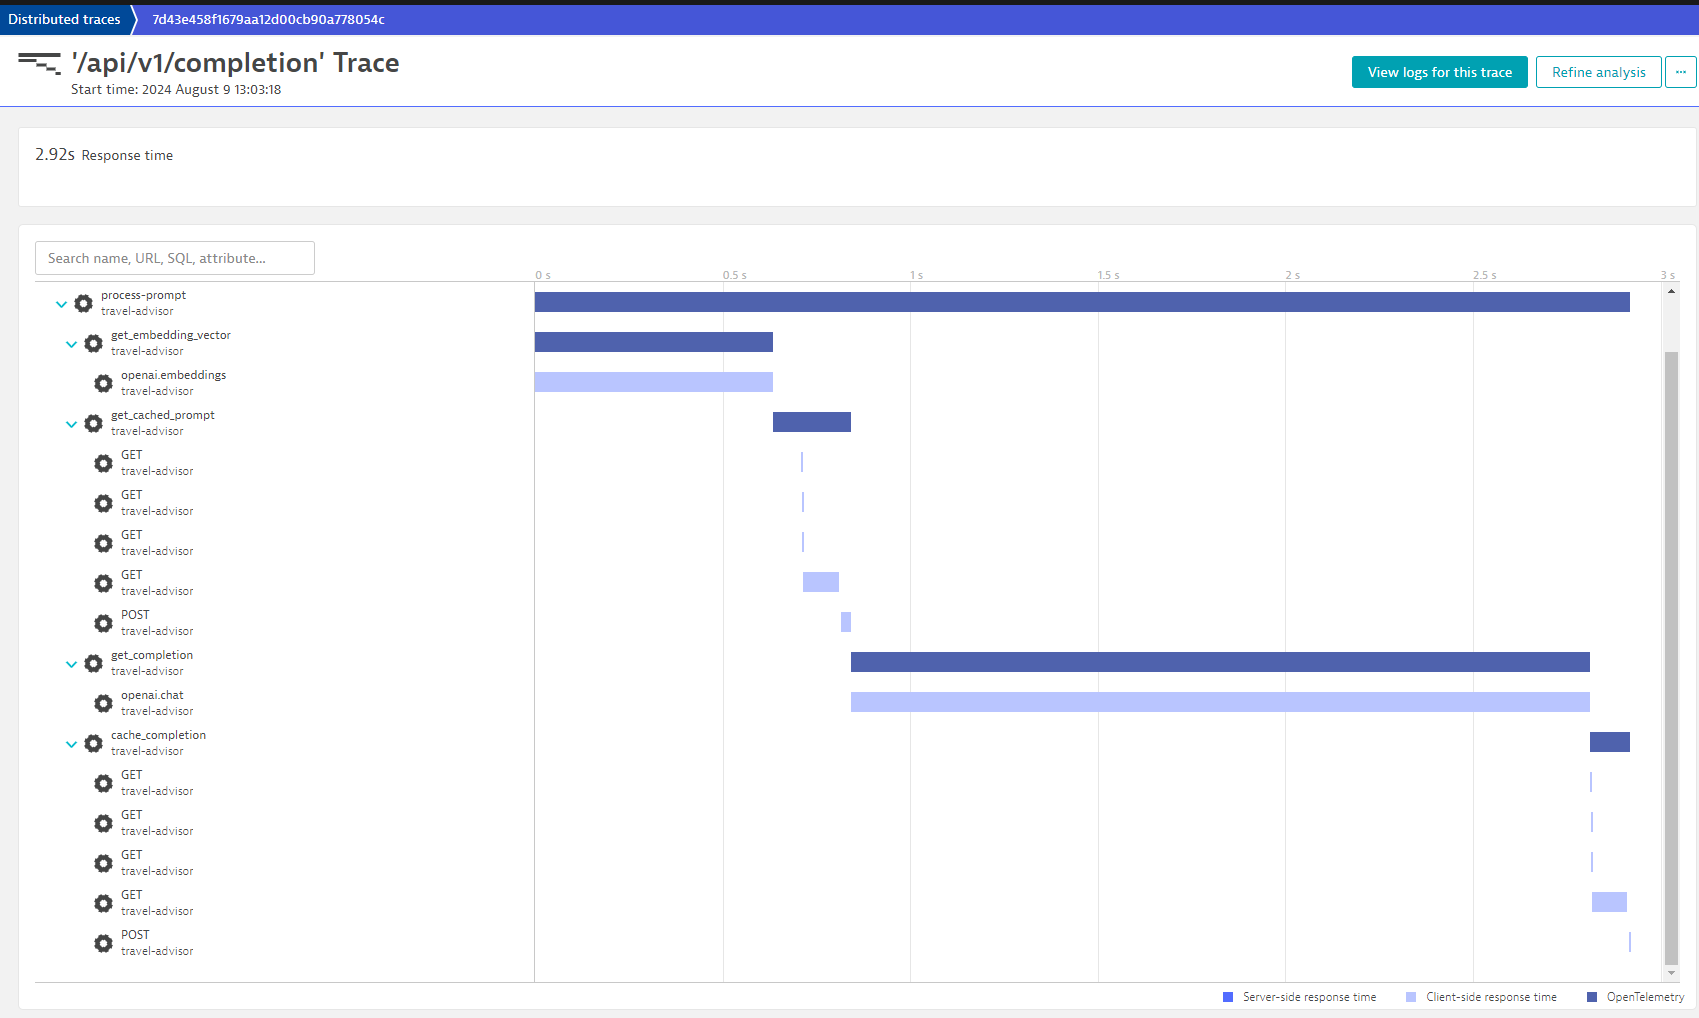 Distributed traces
7d43e458f1679aa12d00cb90a778054c
'/api/v1/completion' Trace
Start time: 2024 August 9 13:03:18
View logs for this trace
Refine analysis
...
2.92s Response time
Search name, URL, SQL, attribute...
0 s
0.5 s
1 s
1.5 s
2 s
2.5 s
3 s
process-prompt
travel-advisor
get_embedding_vector
travel-advisor
openai.embeddings
travel-advisor
get_cached_prompt
travel-advisor
GET
travel-advisor
GET
travel-advisor
GET
travel-advisor
GET
travel-advisor
POST
travel-advisor
get_completion
travel-advisor
openai.chat
travel-advisor
cache_completion
travel-advisor
GET
travel-advisor
GET
travel-advisor
GET
travel-advisor
GET
travel-advisor
POST
travel-advisor
Server-side response time
Client-side response time
OpenTelemetry